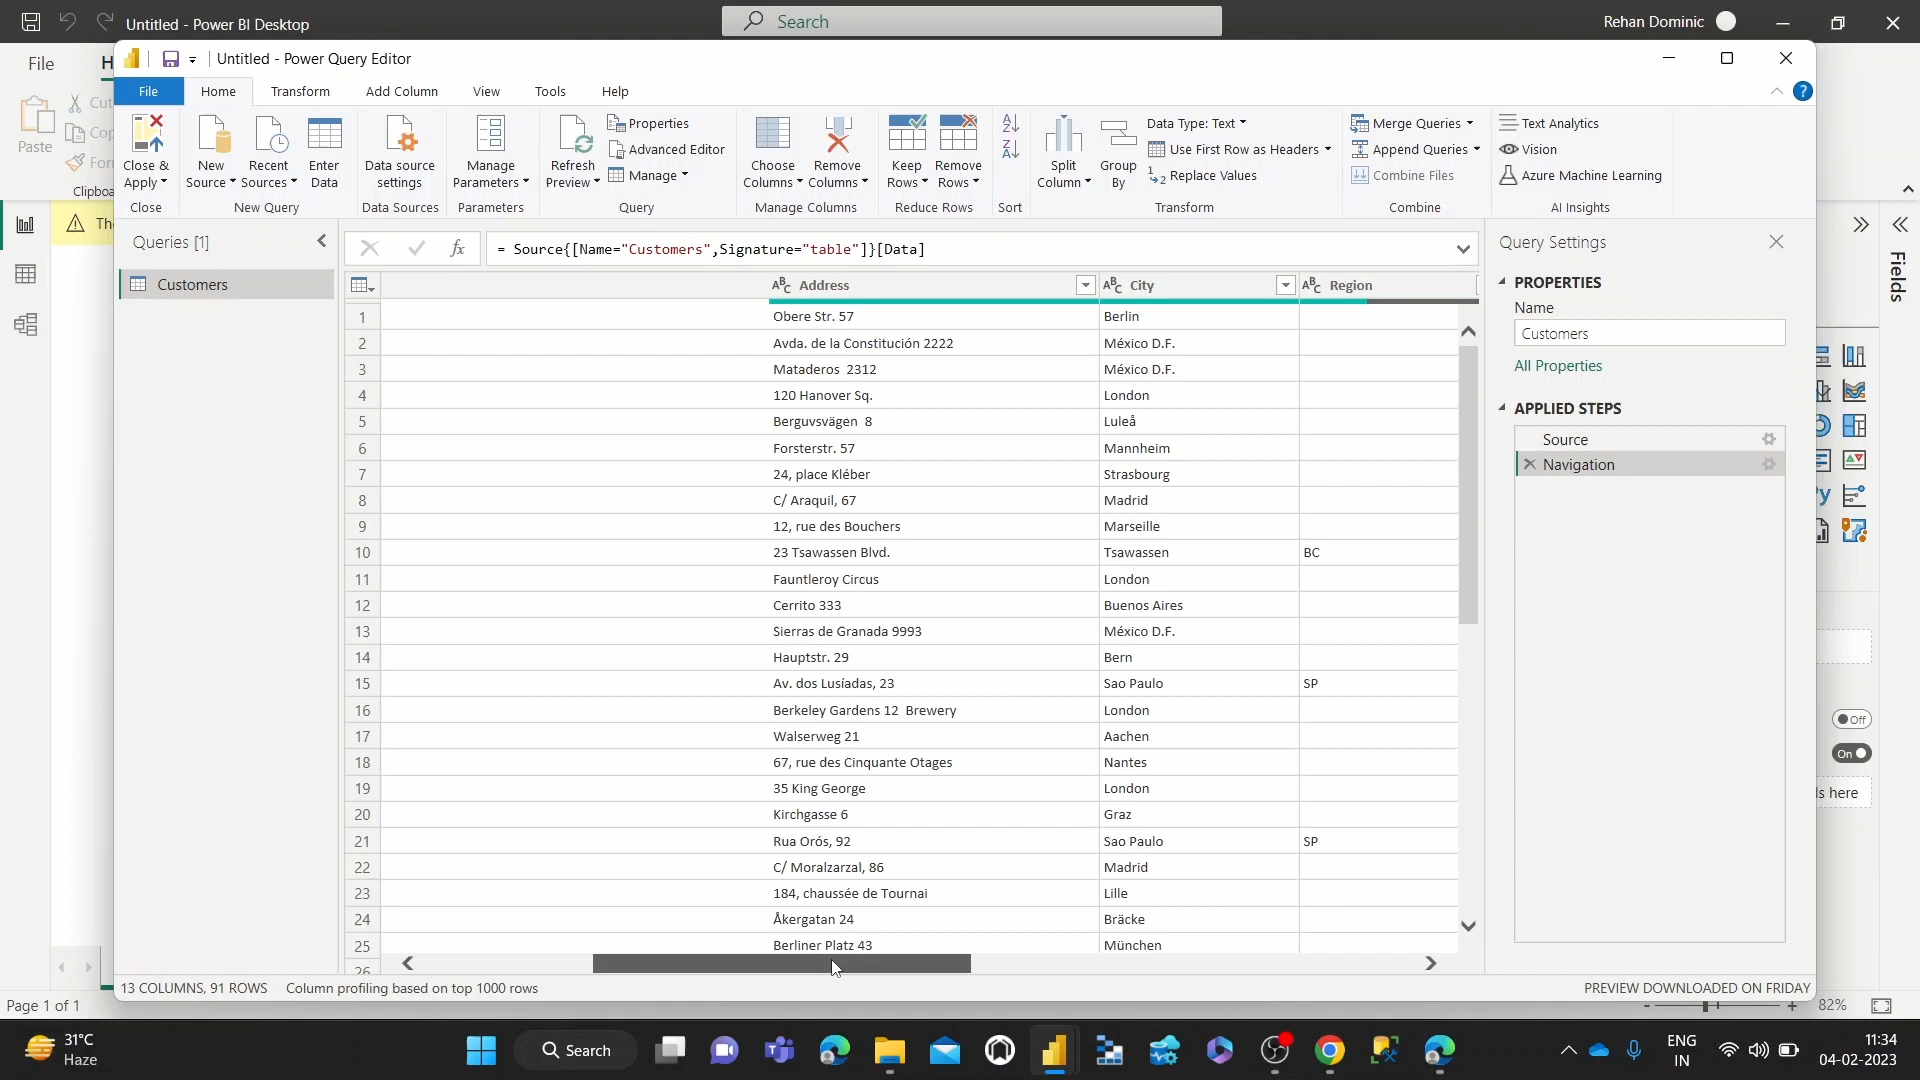 Untitled - Power BI Desktop
Search
Rehan Dominic
File
Untitled - Power Query Editor
File
Home
Transform
Add Column
View
Tools
Help
Paste
Close & Apply
New Source
Recent Sources
Enter Data
Data source settings
Manage Parameters
Refresh Preview
Properties
Advanced Editor
Manage
Choose Columns
Remove Columns
Keep Rows
Remove Rows
Split Column
Group By
Data Type: Text
Use First Row as Headers
Replace Values
Merge Queries
Append Queries
Combine Files
Text Analytics
Vision
Azure Machine Learning
Close
New Query
Data Sources
Parameters
Query
Manage Columns
Reduce Rows
Sort
Transform
Combine
AI Insights
Queries [1]
Customers
= Source{[Name="Customers",Signature="table"]}[Data]
Address City Region
1 Obere Str. 57 Berlin
2 Avda. de la Constitución 2222 México D.F.
3 Mataderos 2312 México D.F.
4 120 Hanover Sq. London
5 Berguvsvägen 8 Luleå
6 Forsterstr. 57 Mannheim
7 24, place Kléber Strasbourg
8 C/ Araquil, 67 Madrid
9 12, rue des Bouchers Marseille
10 23 Tsawassen Blvd. Tsawassen BC
11 Fauntleroy Circus London
12 Cerrito 333 Buenos Aires
13 Sierras de Granada 9993 México D.F.
14 Hauptstr. 29 Bern
15 Av. dos Lusíadas, 23 Sao Paulo SP
16 Berkeley Gardens 12 Brewery London
17 Walserweg 21 Aachen
18 67, rue des Cinquante Otages Nantes
19 35 King George London
20 Kirchgasse 6 Graz
21 Rua Orós, 92 Sao Paulo SP
22 C/ Moralzarzal, 86 Madrid
23 184, chaussée de Tournai Lille
24 Åkergatan 24 Bräcke
25 Berliner Platz 43 München
26
Query Settings
PROPERTIES
Name
Customers
All Properties
APPLIED STEPS
Source
Navigation
Fields
Off
On
13 COLUMNS, 91 ROWS
Column profiling based on top 1000 rows
PREVIEW DOWNLOADED ON FRIDAY
Page 1 of 1
82%
31°C
Haze
Search
ENG
IN
11:34
04-02-2023